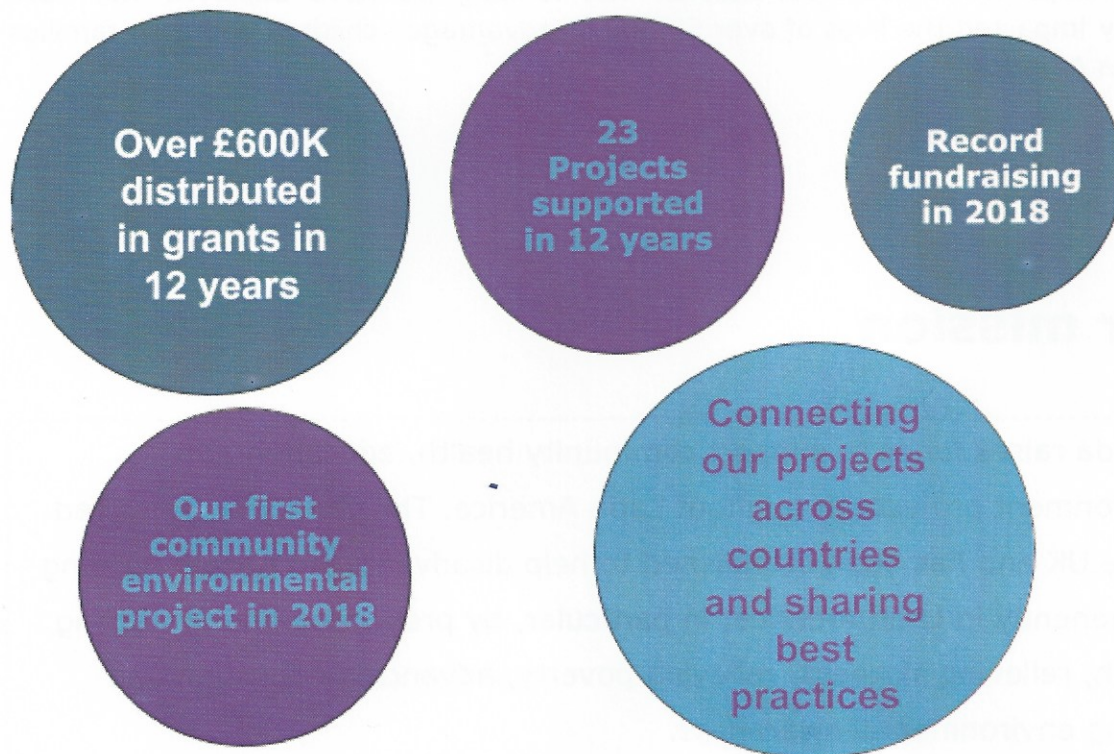 Over £600K
distributed
in grants in
12 years
23
Projects
supported
in 12 years
Record
fundraising
in 2018
Our first
community
environmental
project in 2018
Connecting
our projects
across
countries
and sharing
best
practices